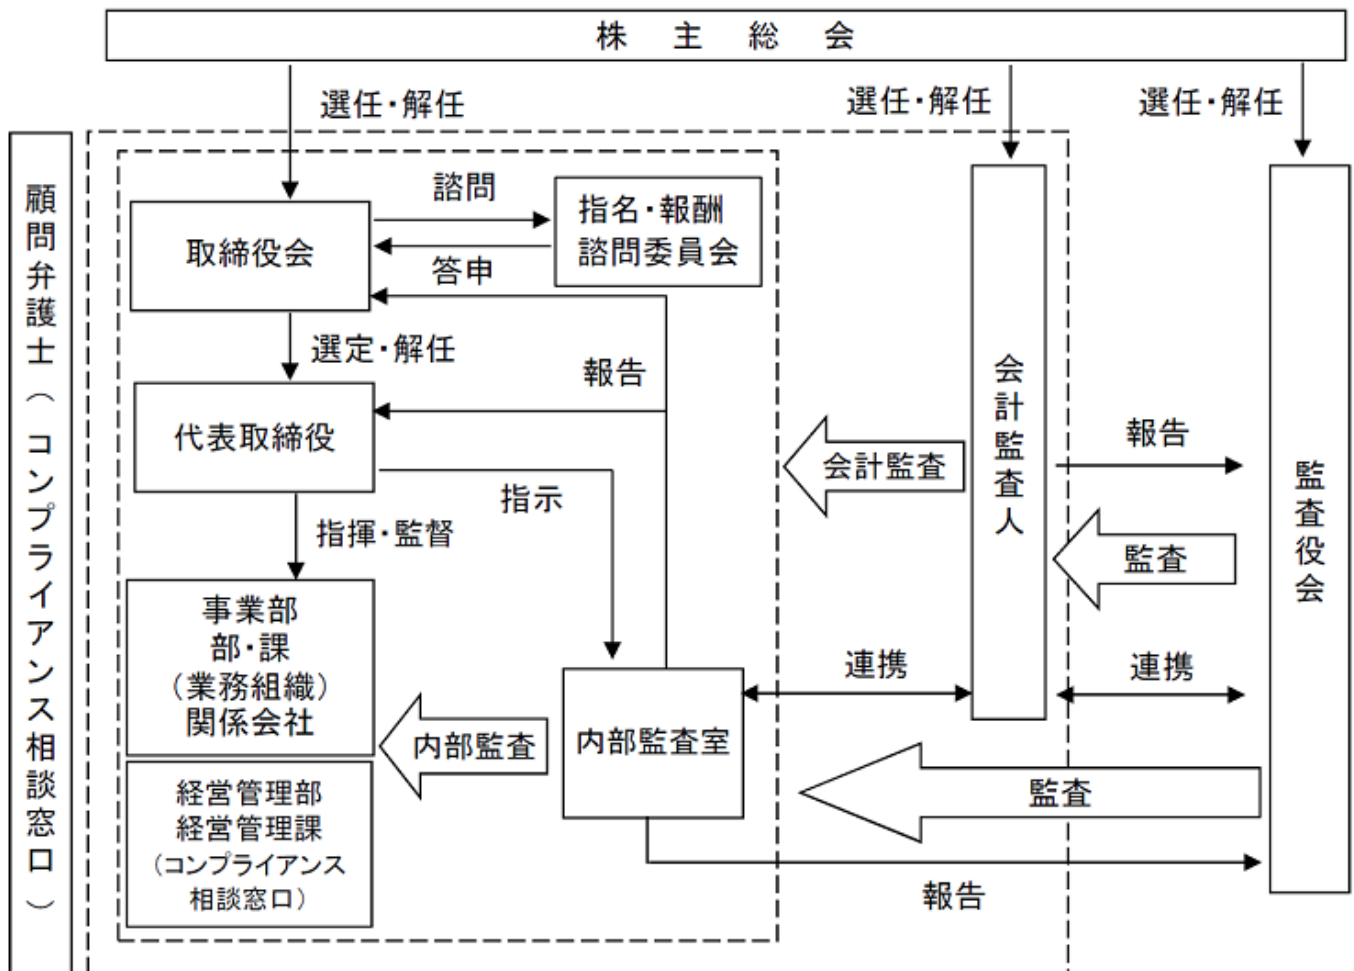 株主総会
選任・解任
選任・解任
選任・解任
顧問弁護士（コンプライアンス相談窓口）
諮問
指名・報酬
諮問委員会
取締役会
答申
選定・解任
報告
代表取締役
会計監査
会計監査人
報告
指示
監査役会
指揮・監督
監査
事業部
部・課
（業務組織）
関係会社
連携
連携
内部監査
内部監査室
経営管理部
経営管理課
（コンプライアンス
相談窓口）
監査
報告